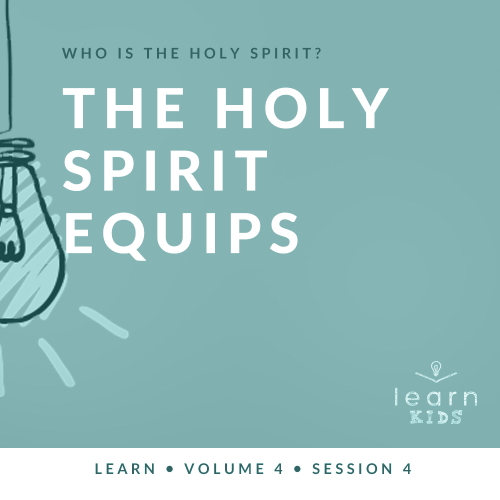 WHO IS THE HOLY SPIRIT?
THE HOLY
SPIRIT
EQUIPS
learn
KIDS
LEARN • VOLUME 4 • SESSION 4